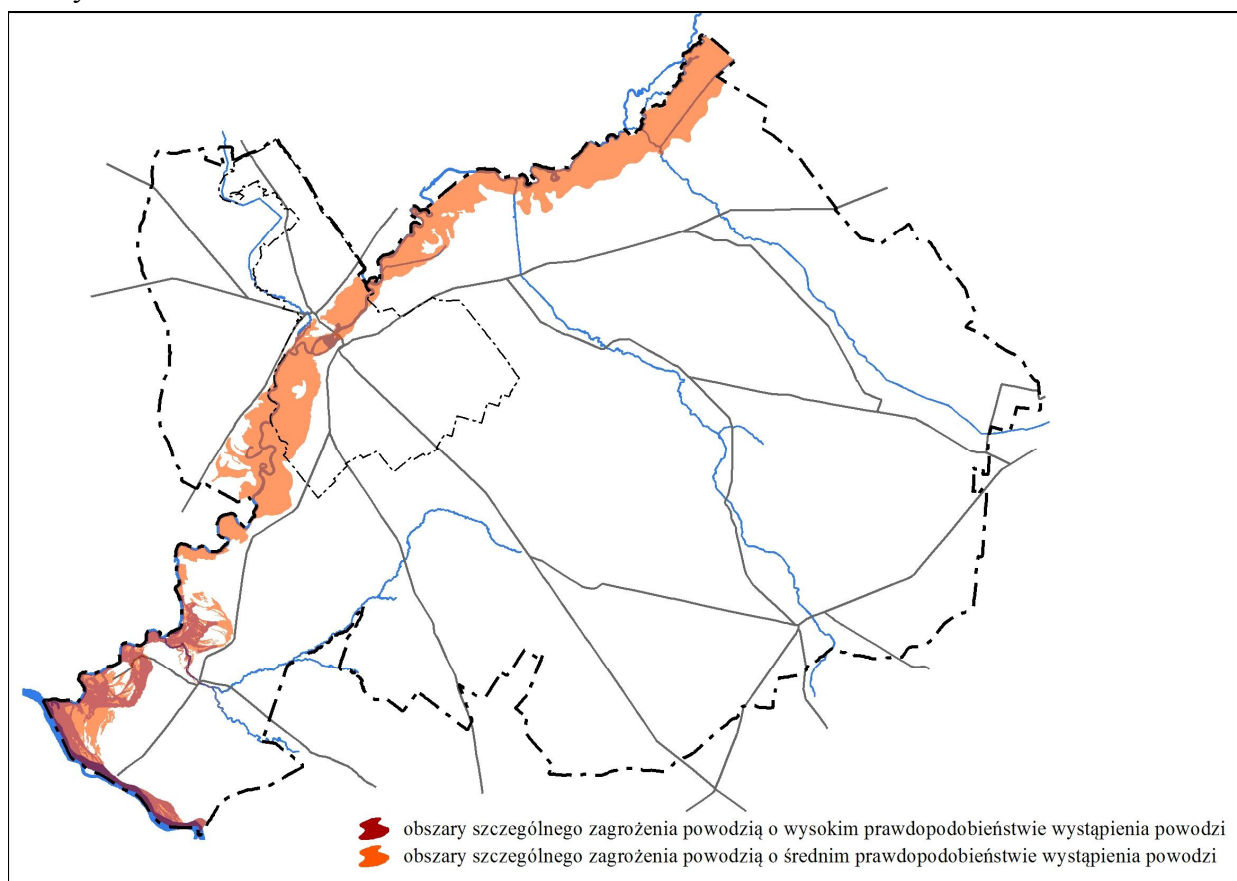 obszary szczególnego zagrożenia powodzią o wysokim prawdopodobieństwie wystąpienia powodzi
obszary szczególnego zagrożenia powodzią o średnim prawdopodobieństwie wystąpienia powodzi